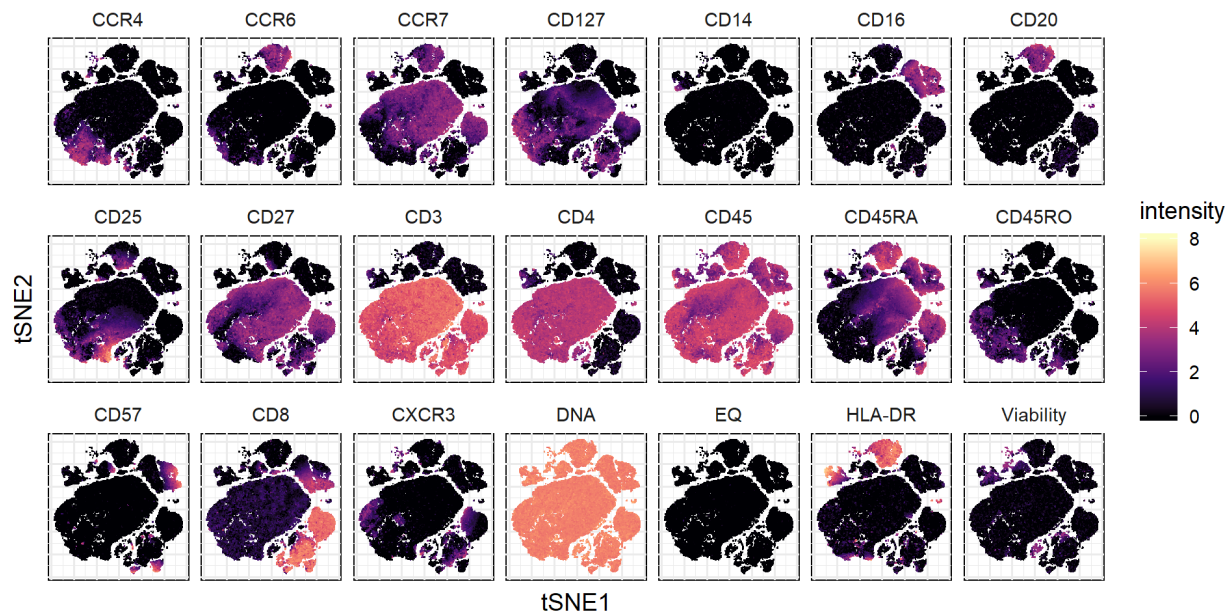 CCR4 CCR6 CCR7 CD127 CD14 CD16 CD20
CD25 CD27 CD3 CD4 CD45 CD45RA CD45RO
CD57 CD8 CXCR3 DNA EQ HLA-DR Viability
tSNE2
tSNE1
intensity
8
6
4
2
0